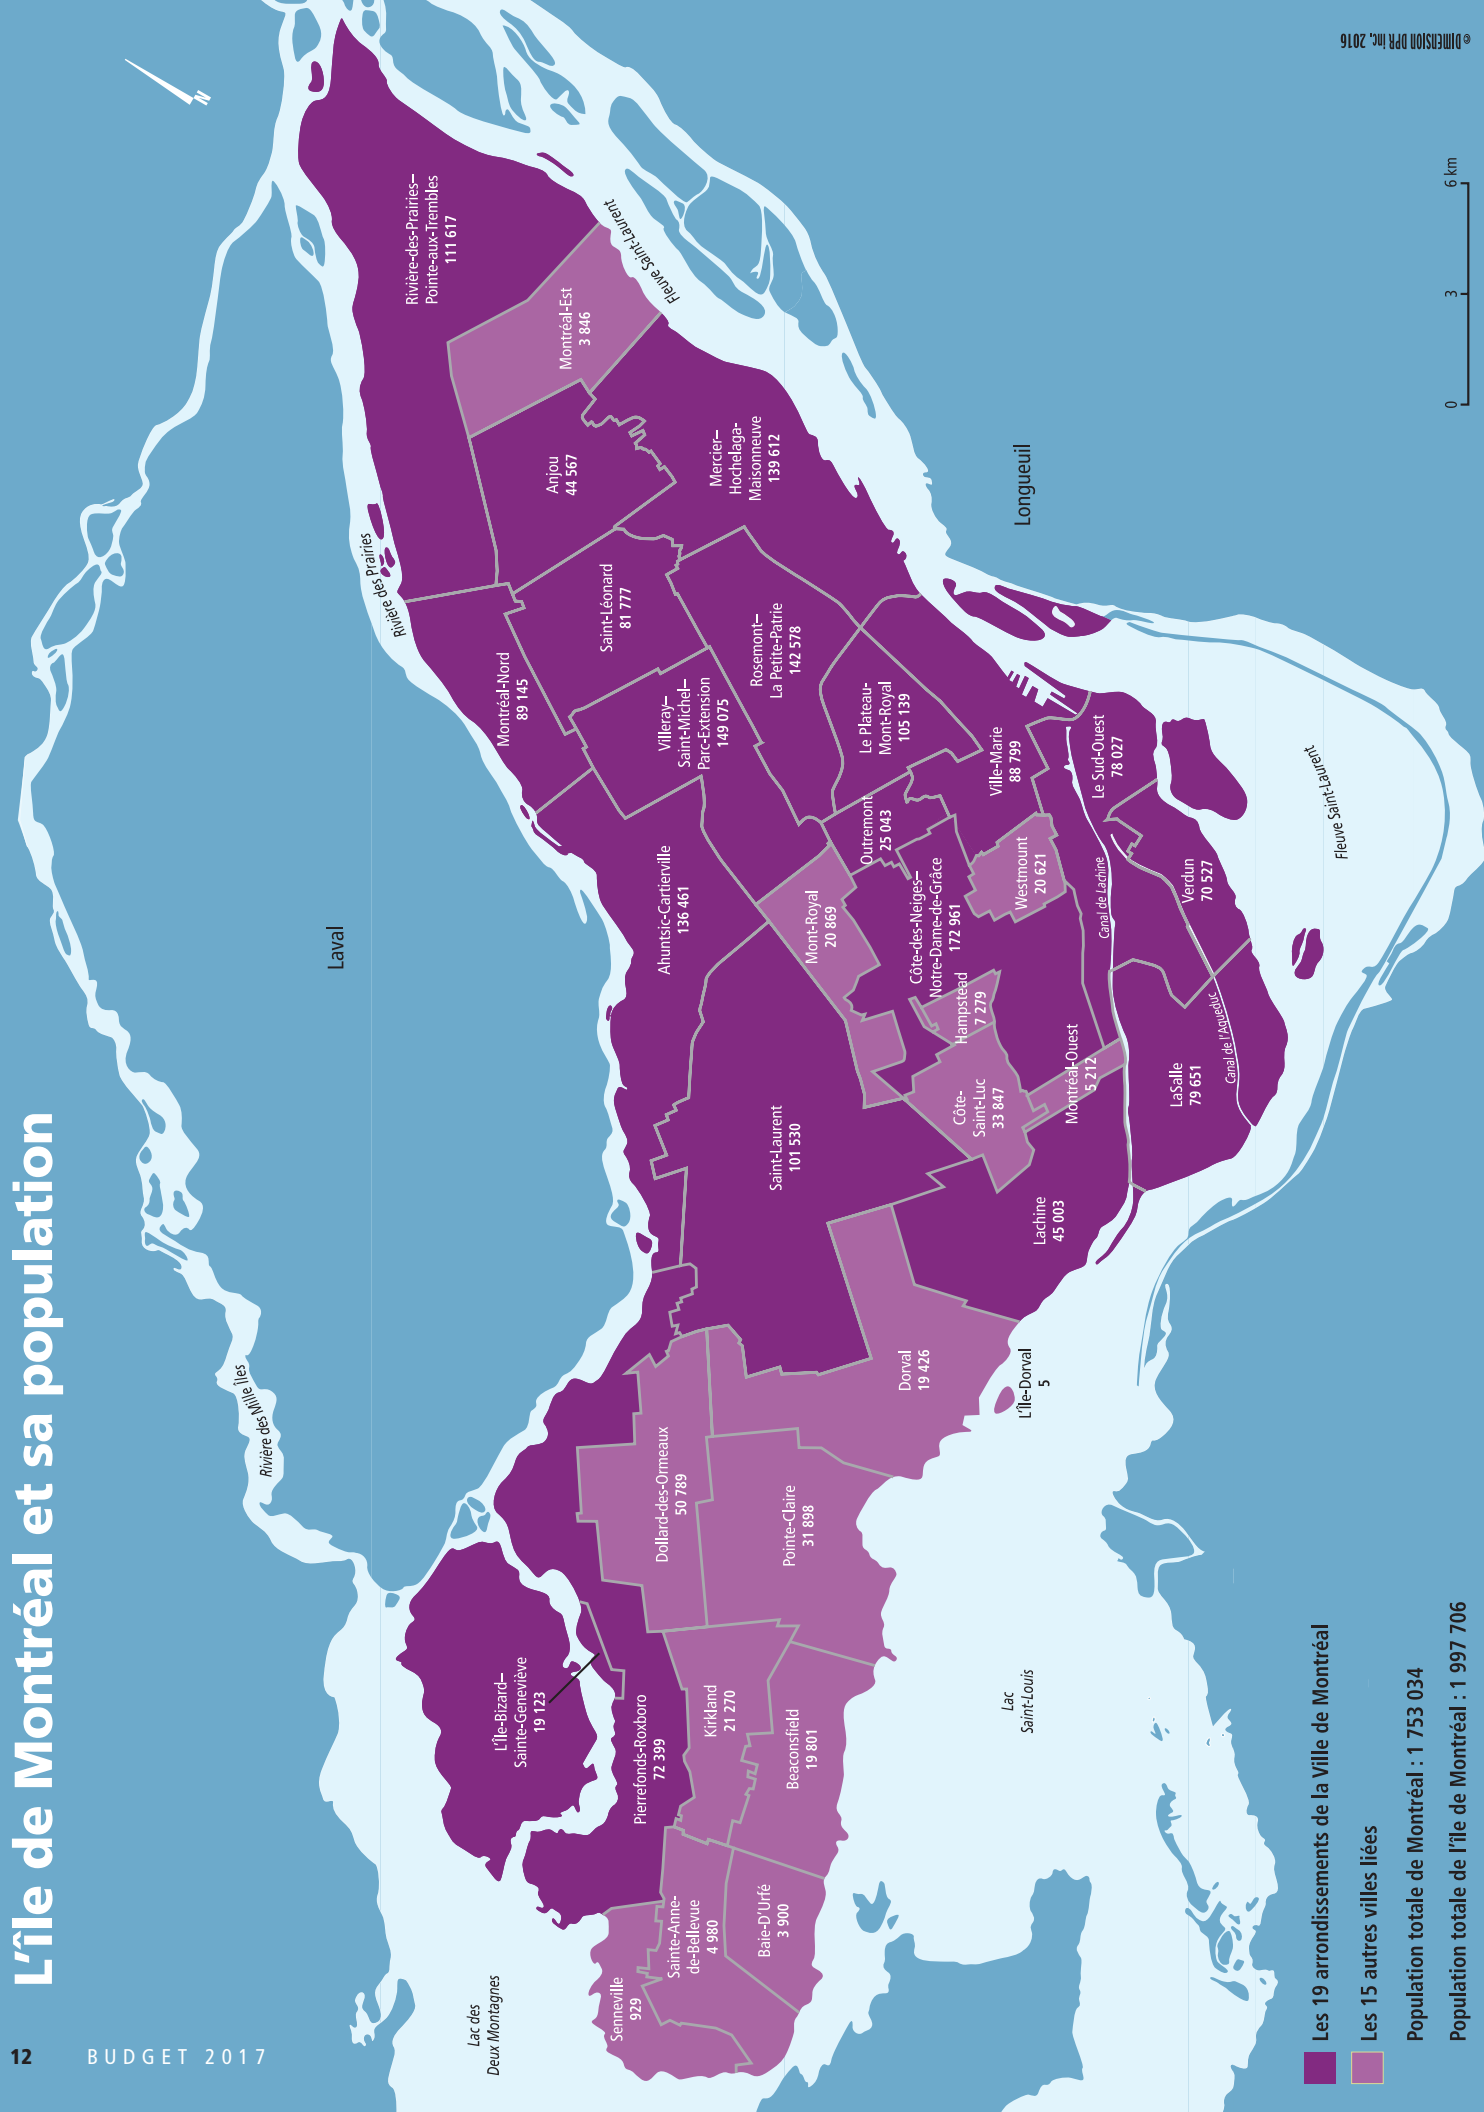 L'île de Montréal et sa population
N
Lac des
Deux Montagnes
Rivière des Mille Îles
Laval
Rivière des Prairies
L'Île-Bizard–
Sainte-Geneviève
19 123
Pierrefonds-Roxboro
72 399
Senneville
929
Sainte-Anne-
de-Bellevue
4 980
Baie-D'Urfé
3 900
Kirkland
21 270
Beaconsfield
19 801
Dollard-des-Ormeaux
50 789
Pointe-Claire
31 898
Dorval
19 426
L'Île-Dorval
5
Lac
Saint-Louis
Saint-Laurent
101 530
Lachine
45 003
Ahuntsic-Cartierville
136 461
Mont-Royal
20 869
Côte-
Saint-Luc
33 847
Hampstead
7 279
Montréal-Ouest
5 212
LaSalle
79 651
Canal de l'Aqueduc
Côte-des-Neiges–
Notre-Dame-de-Grâce
172 961
Outremont
25 043
Westmount
20 621
Canal de Lachine
Verdun
70 527
Le Sud-Ouest
78 027
Ville-Marie
88 799
Le Plateau-
Mont-Royal
105 139
Rosemont–
La Petite-Patrie
142 578
Villeray–
Saint-Michel–
Parc-Extension
149 075
Montréal-Nord
89 145
Saint-Léonard
81 777
Anjou
44 567
Mercier–
Hochelaga-
Maisonneuve
139 612
Montréal-Est
3 846
Rivière-des-Prairies–
Pointe-aux-Trembles
111 617
Fleuve Saint-Laurent
Longueuil
Fleuve Saint-Laurent
Les 19 arrondissements de la Ville de Montréal
Les 15 autres villes liées
Population totale de Montréal : 1 753 034
Population totale de l'île de Montréal : 1 997 706
0 3 6 km
© DIMENSION DPR inc. 2016
12 BUDGET 2017